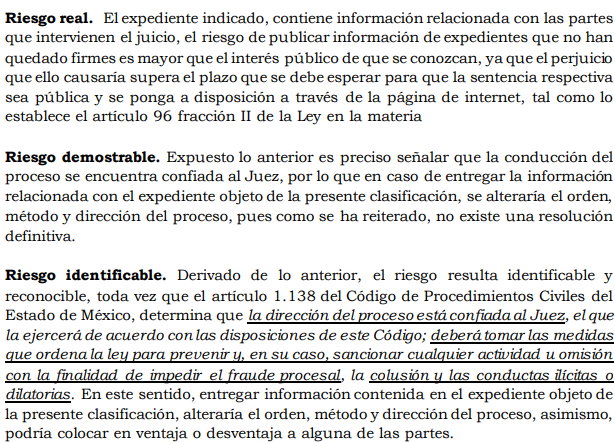 Riesgo real. El expediente indicado, contiene información relacionada con las partes
que intervienen el juicio, el riesgo de publicar información de expedientes que no han
quedado firmes es mayor que el interés público de que se conozcan, ya que el perjuicio
que ello causaría supera el plazo que se debe esperar para que la sentencia respectiva
sea pública y se ponga a disposición a través de la página de internet, tal como lo
establece el artículo 96 fracción II de la Ley en la materia
Riesgo demostrable. Expuesto lo anterior es preciso señalar que la conducción del
proceso se encuentra confiada al Juez, por lo que en caso de entregar la información
relacionada con el expediente objeto de la presente clasificación, se alteraría el orden,
método y dirección del proceso, pues como se ha reiterado, no existe una resolución
definitiva.
Riesgo identificable. Derivado de lo anterior, el riesgo resulta identificable y
reconocible, toda vez que el artículo 1.138 del Código de Procedimientos Civiles del
Estado de México, determina que la dirección del proceso está confiada al Juez, el que
la ejercerá de acuerdo con las disposiciones de este Código; deberá tomar las medidas
que ordena la ley para prevenir y, en su caso, sancionar cualquier actividad u omisión
con la finalidad de impedir el fraude procesal, la colusión y las conductas ilícitas o
dilatorias. En este sentido, entregar información contenida en el expediente objeto de
la presente clasificación, alteraría el orden, método y dirección del proceso, asimismo,
podría colocar en ventaja o desventaja a alguna de las partes.